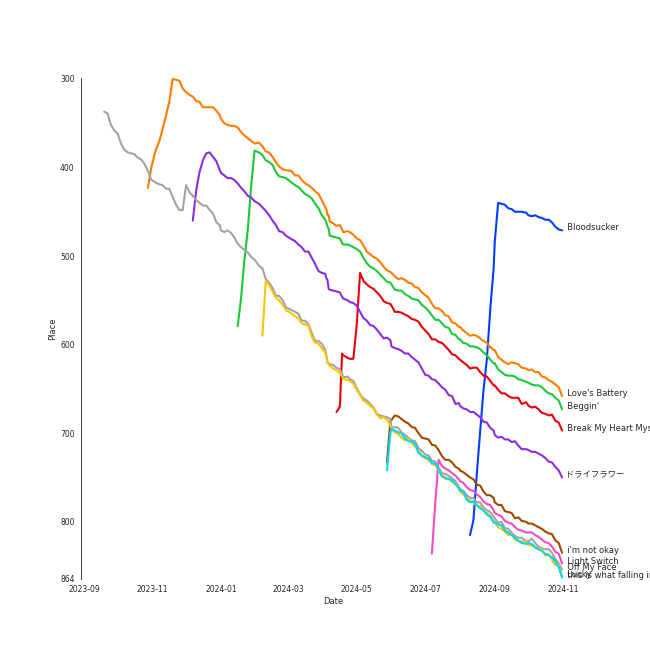 300
400
500
600
700
800
864
Place
2023-09
2023-11
2024-01
2024-03
2024-05
2024-07
2024-09
2024-11
Date
Bloodsucker
Love's Battery
Beggin'
Break My Heart Mys
ドライフラワー
i'm not okay
Light Switch
Off My Face
this is what falling i